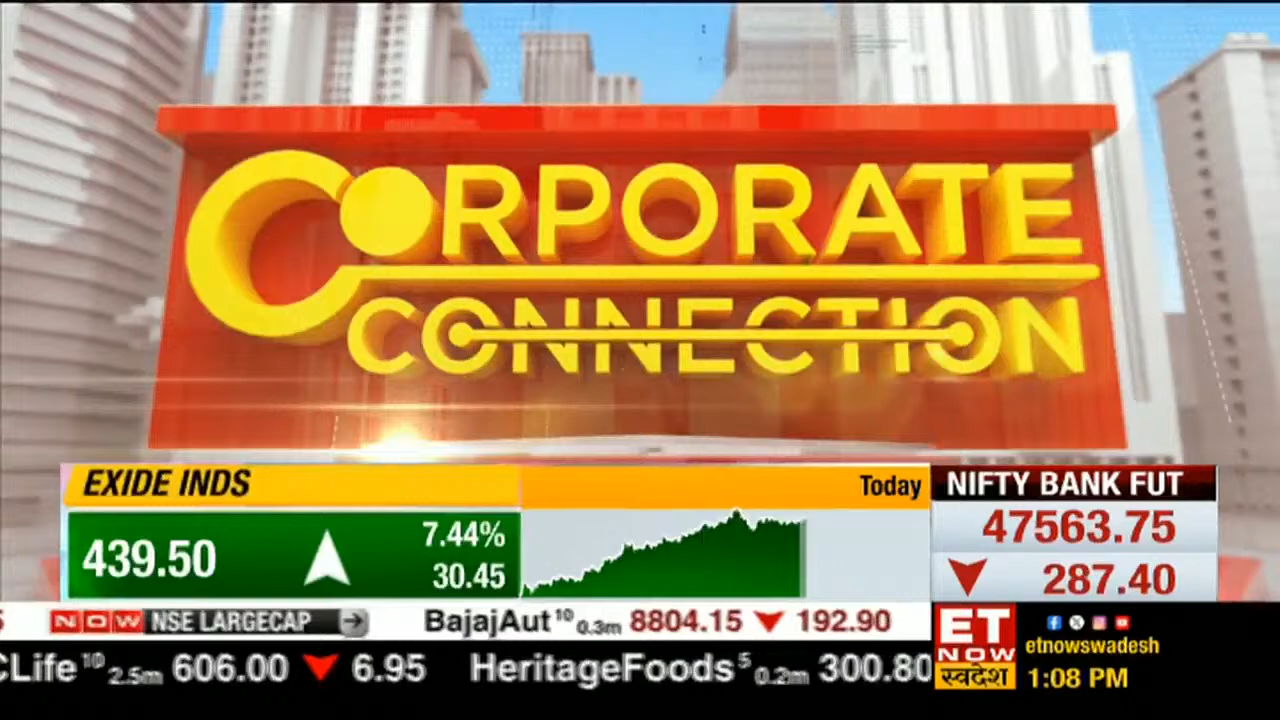 CORPORATE
CONNECTION
EXIDE INDS
Today
439.50
7.44%
30.45
NIFTY BANK FUT
47563.75
287.40
5 NOW NSE LARGECAP BajajAut 10 0.3m 8804.15 192.90
CLife 10 2.5m 606.00 6.95 HeritageFoods 5 0.2m 300.80
ET
NOW
स्वदेश
etnowswadesh
1:08 PM